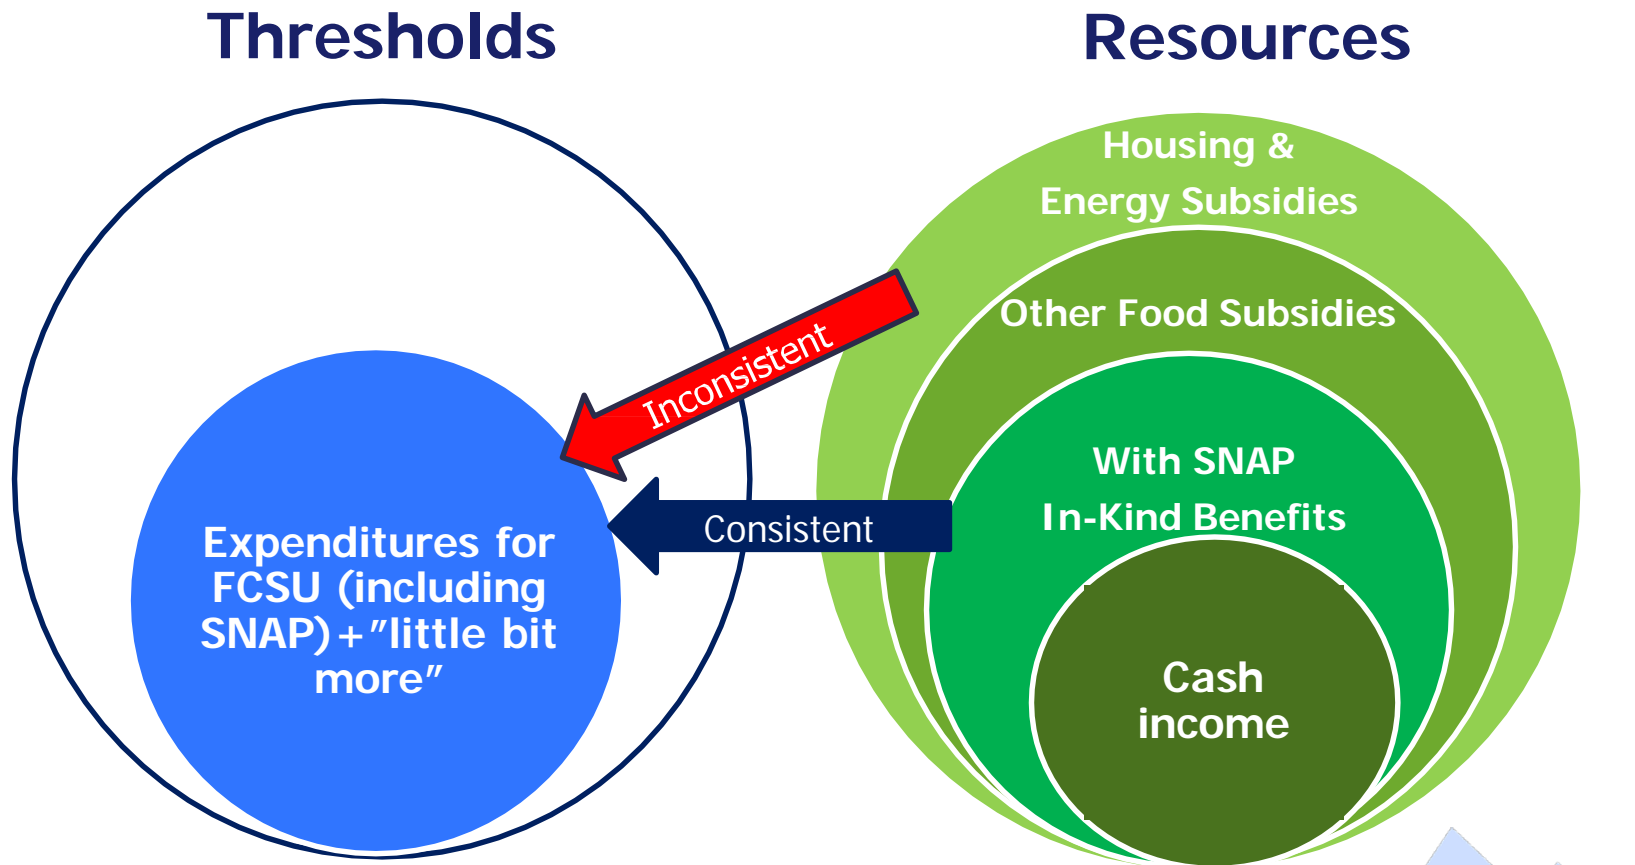 Thresholds
Resources
Housing &
Energy Subsidies
Other Food Subsidies
Inconsistent
With SNAP
In-Kind Benefits
Consistent
Expenditures for
FCSU (including
SNAP)+"little bit
more"
Cash
income